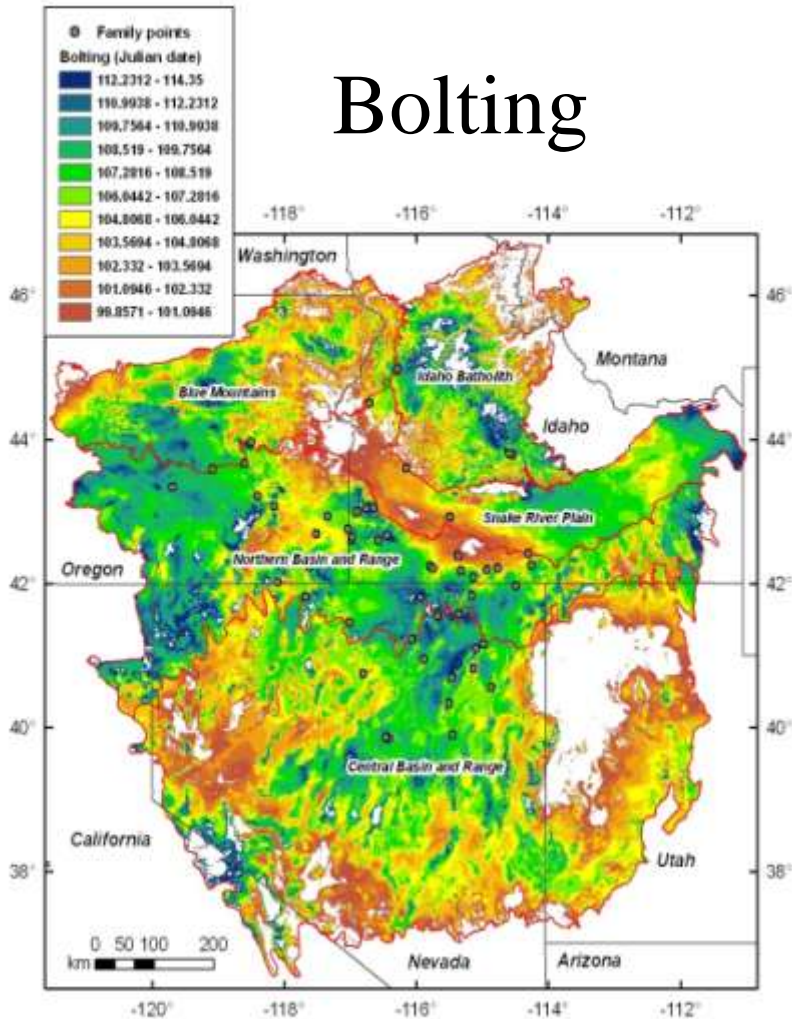 Family points
Bolting (Julian date)
112.2312 - 114.35
110.9938 - 112.2312
109.7564 - 110.9938
108.519 - 109.7564
107.2816 - 108.519
106.0442 - 107.2816
104.8068 - 106.0442
103.5694 - 104.8068
102.332 - 103.5694
101.0946 - 102.332
99.8571 - 101.0946
Bolting
-118° -116° -114° -112°
Washington
46° 46°
Montana
Idaho Batholith
Blue Mountains
Idaho
44° 44°
Snake River Plain
Northern Basin and Range
Oregon
42° 42°
40° 40°
Central Basin and Range
California
Utah
38° 38°
0 50 100 200
km
Nevada
Arizona
-120° -118° -116° -114° -112°